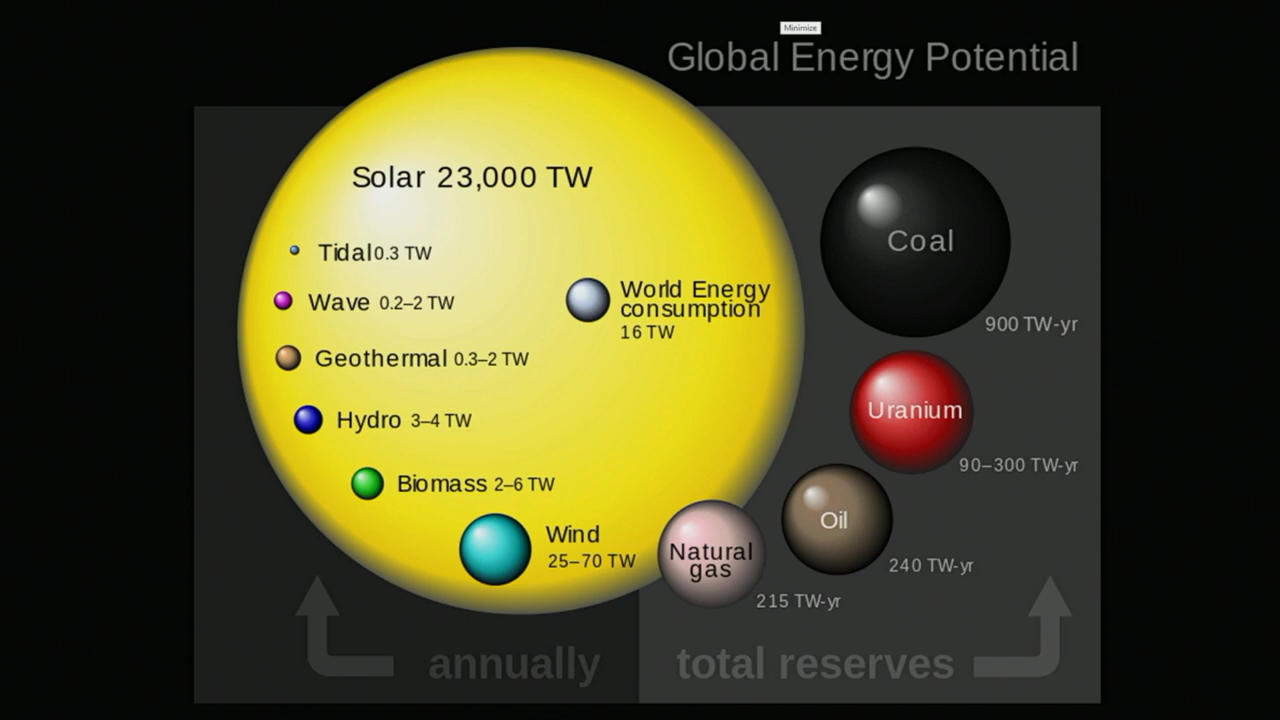 Minimize
Global Energy Potential
Solar 23,000 TW
Tidal 0.3 TW
Wave 0.2–2 TW
Geothermal 0.3–2 TW
Hydro 3–4 TW
Biomass 2–6 TW
Wind
25–70 TW
World Energy
consumption
16 TW
Coal
900 TW-yr
Uranium
90–300 TW-yr
Oil
240 TW-yr
Natural
gas
215 TW-yr
annually
total reserves